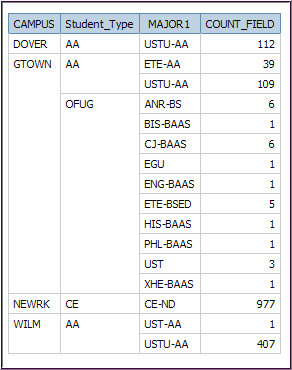 CAMPUS Student_Type MAJOR1 COUNT_FIELD
DOVER AA USTU-AA 112
GTOWN AA ETE-AA 39
USTU-AA 109
OFUG ANR-BS 6
BIS-BAAS 1
CJ-BAAS 6
EGU 1
ENG-BAAS 1
ETE-BSED 5
HIS-BAAS 1
PHL-BAAS 1
UST 3
XHE-BAAS 1
NEWRK CE CE-ND 977
WILM AA UST-AA 1
USTU-AA 407